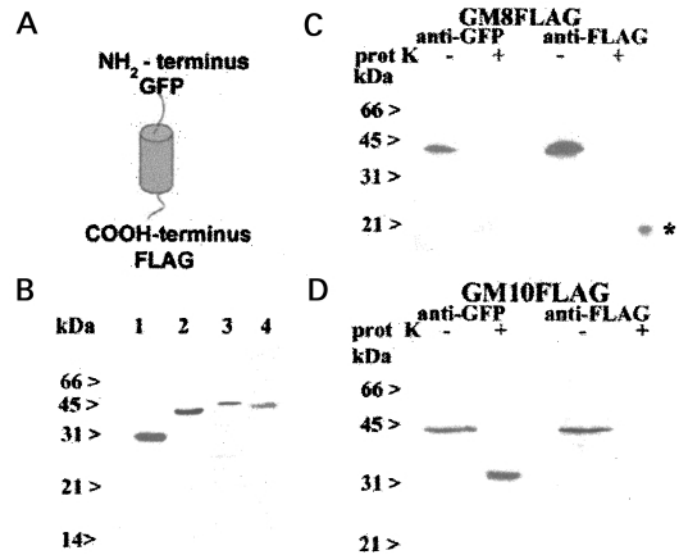 A
NH2 - terminus
GFP
COOH-terminus
FLAG
B
kDa 1 2 3 4
66 >
45 >
31 >
21 >
14>
C
GM8FLAG
anti-GFP anti-FLAG
prot K - + - +
kDa
66 >
45 >
31 >
21 >
*
D
GM10FLAG
anti-GFP anti-FLAG
prot K - + - +
kDa
66 >
45 >
31 >
21 >